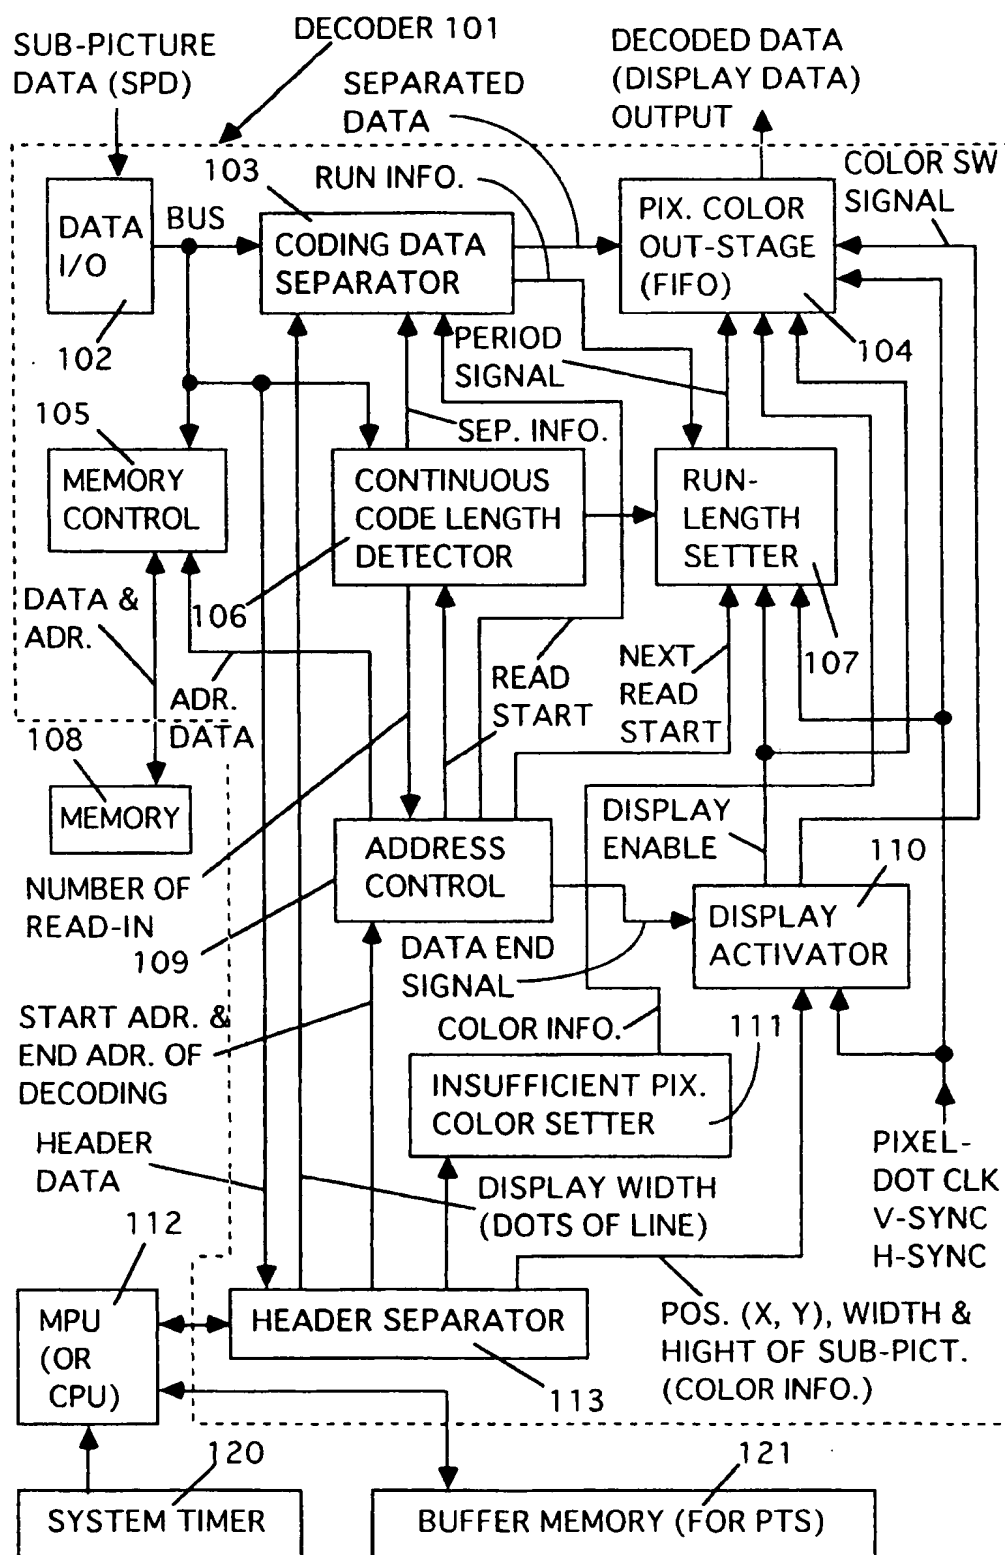 DECODER 101
SUB-PICTURE
DATA (SPD)
SEPARATED
DATA
DECODED DATA
(DISPLAY DATA)
OUTPUT
COLOR SW
SIGNAL
103
RUN INFO.
DATA
I/O
BUS
CODING DATA
SEPARATOR
PIX. COLOR
OUT-STAGE
(FIFO)
102
104
PERIOD
SIGNAL
105
SEP. INFO.
MEMORY
CONTROL
CONTINUOUS
CODE LENGTH
DETECTOR
RUN-
LENGTH
SETTER
DATA &
ADR.
106
107
ADR.
DATA
READ
START
NEXT
READ
START
108
MEMORY
DISPLAY
ENABLE
110
ADDRESS
CONTROL
NUMBER OF
READ-IN
109
DISPLAY
ACTIVATOR
DATA END
SIGNAL
START ADR. &
END ADR. OF
DECODING
COLOR INFO.
111
INSUFFICIENT PIX.
COLOR SETTER
HEADER
DATA
DISPLAY WIDTH
(DOTS OF LINE)
PIXEL-
DOT CLK
V-SYNC
H-SYNC
112
MPU
(OR
CPU)
HEADER SEPARATOR
113
POS. (X, Y), WIDTH &
HIGHT OF SUB-PICT.
(COLOR INFO.)
120
121
SYSTEM TIMER
BUFFER MEMORY (FOR PTS)